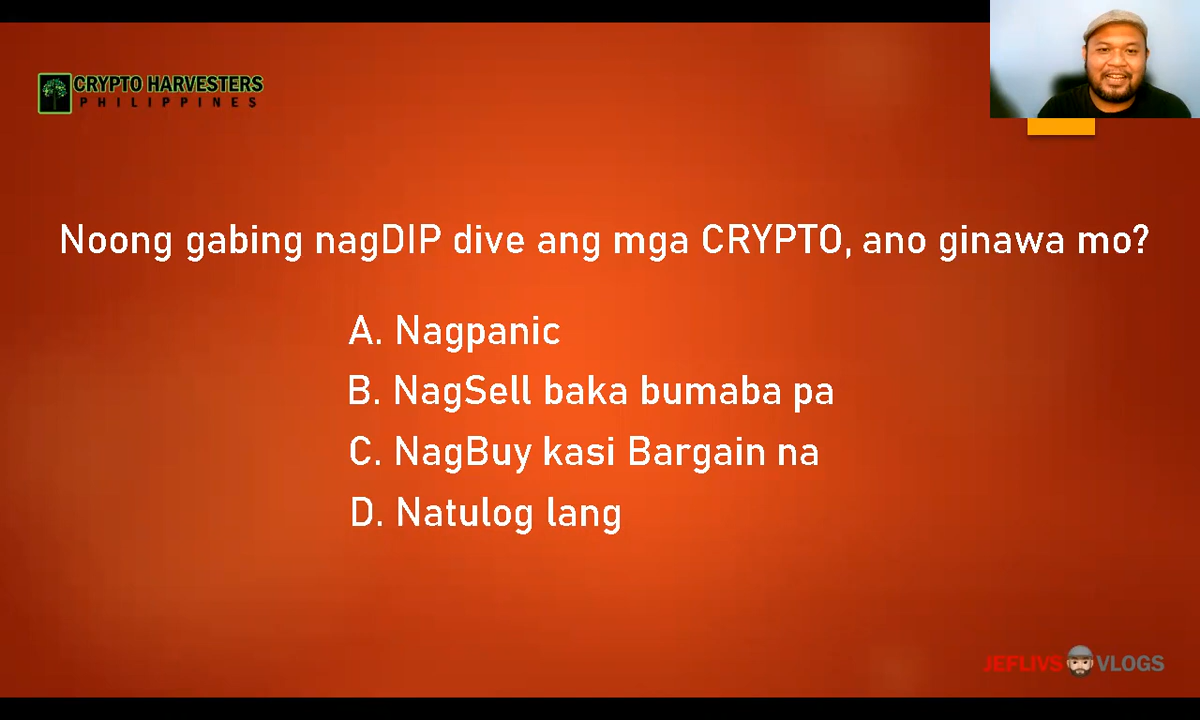 CRYPTO HARVESTERS
PHILIPPINES
Noong gabing nagDIP dive ang mga CRYPTO, ano ginawa mo?
A. Nagpanic
B. NagSell baka bumaba pa
C. NagBuy kasi Bargain na
D. Natulog lang
JEFLIVS VLOGS